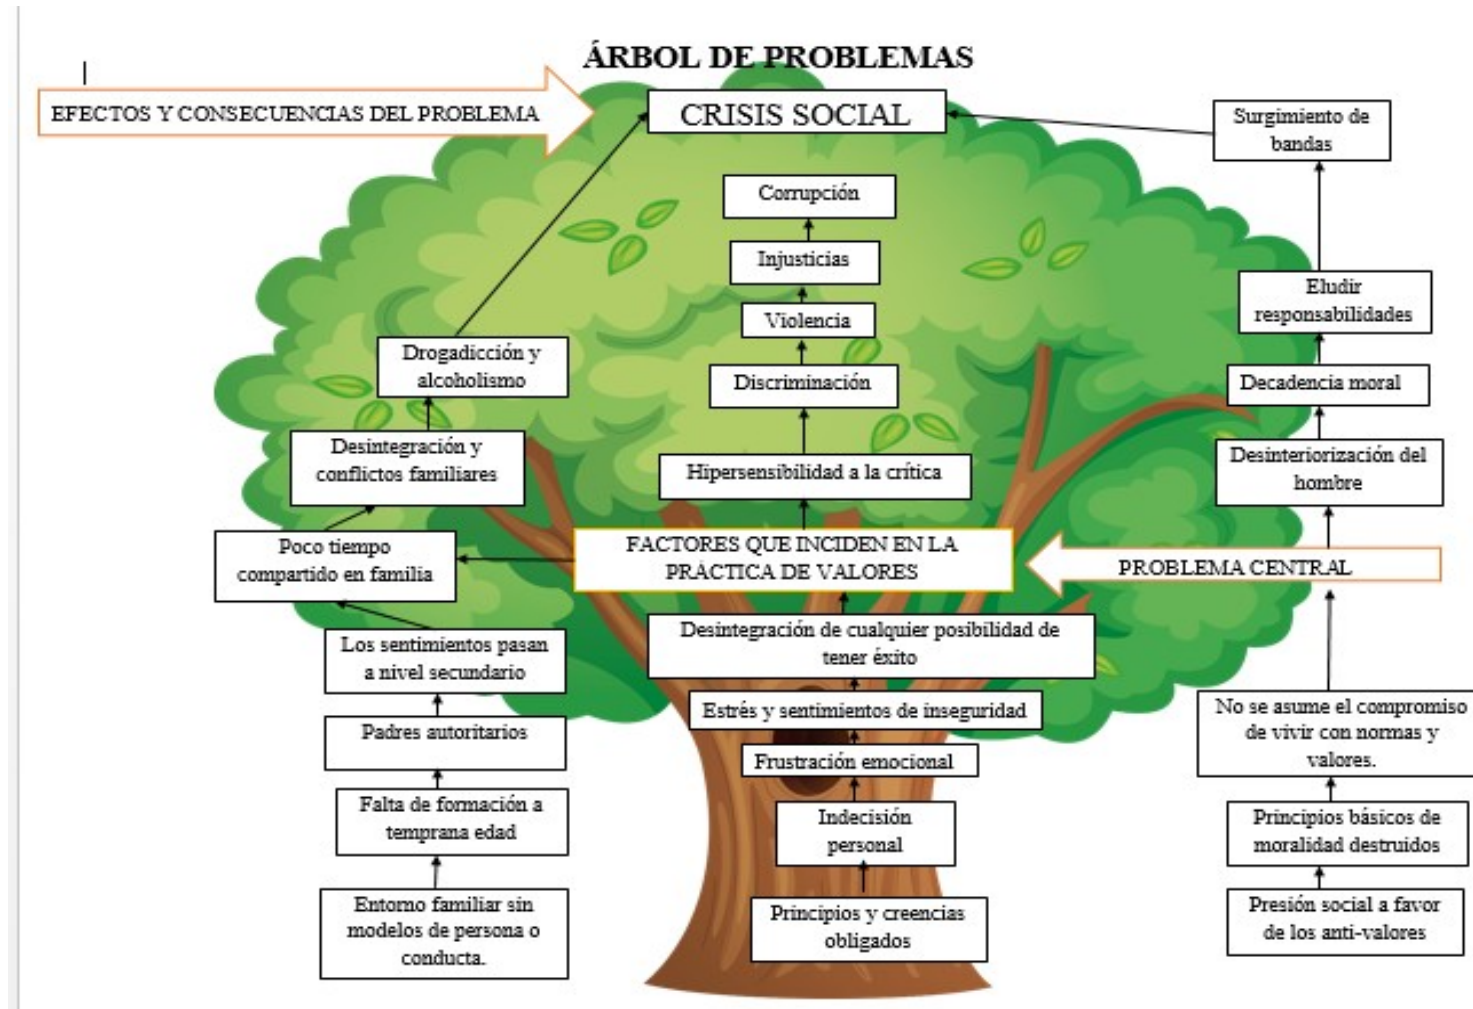 ÁRBOL DE PROBLEMAS
EFECTOS Y CONSECUENCIAS DEL PROBLEMA
CRISIS SOCIAL
Surgimiento de
bandas
Corrupción
Injusticias
Eludir
responsabilidades
Violencia
Drogadicción y
alcoholismo
Discriminación
Decadencia moral
Desintegración y
conflictos familiares
Hipersensibilidad a la crítica
Desinteriorización del
hombre
Poco tiempo
compartido en familia
FACTORES QUE INCIDEN EN LA
PRÁCTICA DE VALORES
PROBLEMA CENTRAL
Los sentimientos pasan
a nivel secundario
Desintegración de cualquier posibilidad de
tener éxito
Estrés y sentimientos de inseguridad
No se asume el compromiso
de vivir con normas y
valores.
Padres autoritarios
Frustración emocional
Falta de formación a
temprana edad
Indecisión
personal
Principios básicos de
moralidad destruidos
Entorno familiar sin
modelos de persona o
conducta.
Principios y creencias
obligados
Presión social a favor
de los anti-valores